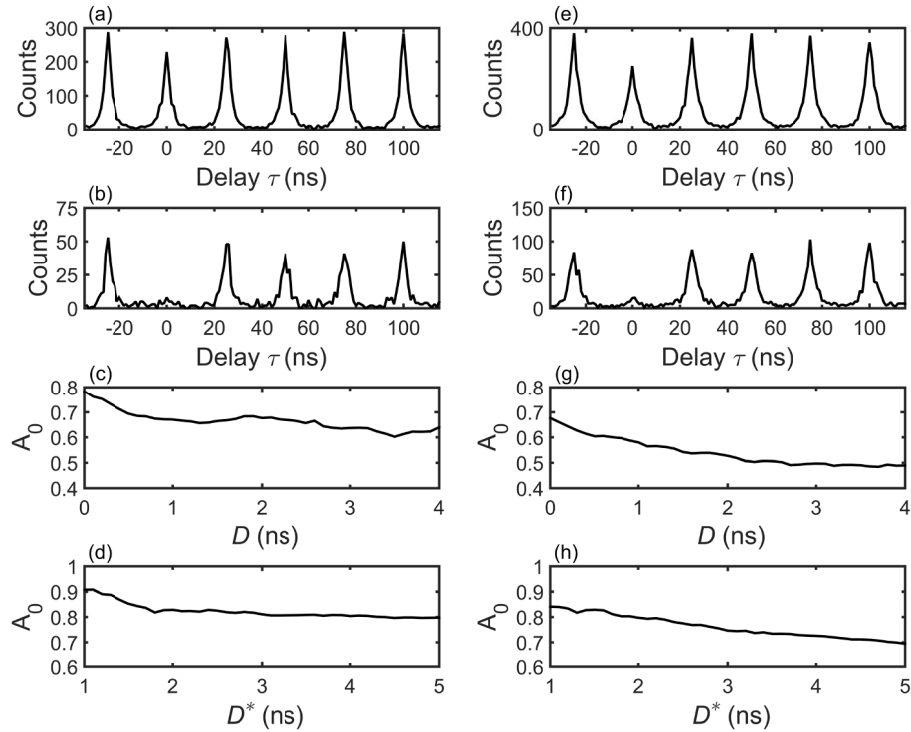 (a)
300
200
100
0
Counts
-20 0 20 40 60 80 100
Delay τ (ns)
(b)
75
50
25
0
Counts
-20 0 20 40 60 80 100
Delay τ (ns)
(c)
0.8
0.7
0.6
0.5
0.4
A₀
0 1 2 3 4
D (ns)
(d)
1
0.9
0.8
0.7
0.6
A₀
1 2 3 4 5
D* (ns)
(e)
400
200
0
Counts
-20 0 20 40 60 80 100
Delay τ (ns)
(f)
150
100
50
0
Counts
-20 0 20 40 60 80 100
Delay τ (ns)
(g)
0.8
0.7
0.6
0.5
0.4
A₀
0 1 2 3 4
D (ns)
(h)
1
0.9
0.8
0.7
0.6
A₀
1 2 3 4 5
D* (ns)